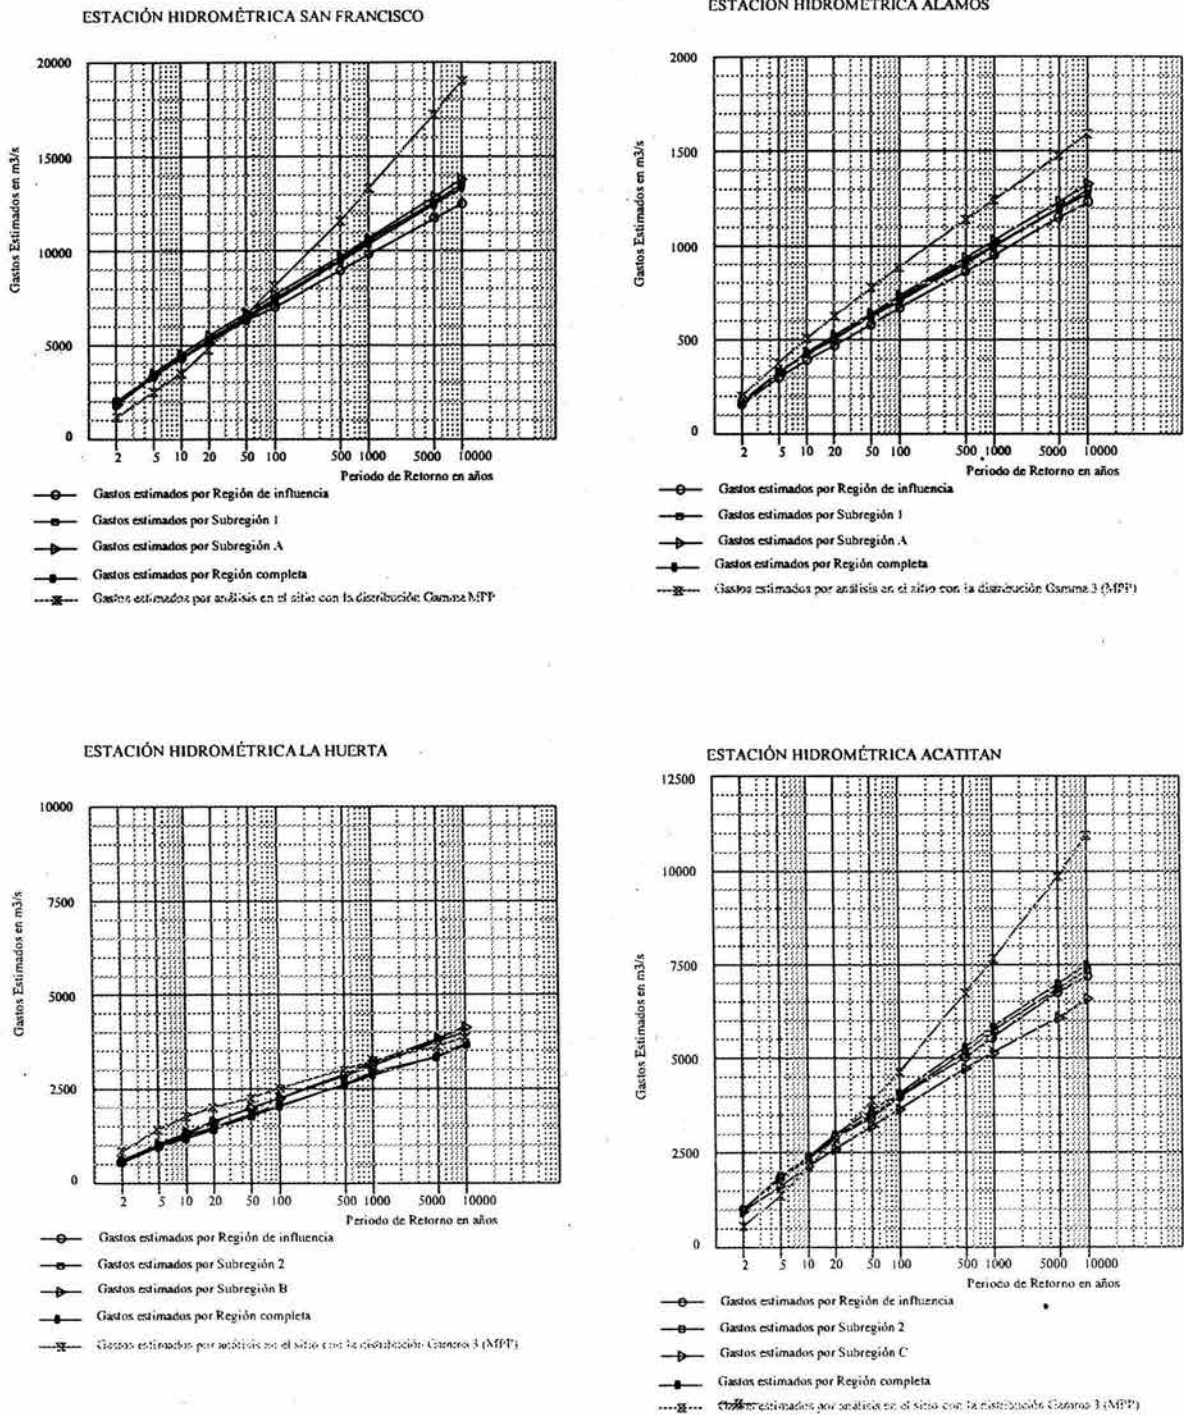 ESTACIÓN HIDROMÉTRICA SAN FRANCISCO
20000
15000
10000
5000
0
Gastos Estimados en m3/s
2 5 10 20 50 100 500 1000 5000 10000
Periodo de Retorno en años
Gastos estimados por Región de influencia
Gastos estimados por Subregión 1
Gastos estimados por Subregión A
Gastos estimados por Región completa
Gastos estimados por análisis en el sitio con la distribución Gamma MPP
ESTACIÓN HIDROMÉTRICA ALAMOS
2000
1500
1000
500
0
Gastos Estimados en m3/s
2 5 10 20 50 100 500 1000 5000 10000
Periodo de Retorno en años
Gastos estimados por Región de influencia
Gastos estimados por Subregión 1
Gastos estimados por Subregión A
Gastos estimados por Región completa
Gastos estimados por análisis en el sitio con la distribución Gamma 3 (MPP)
ESTACIÓN HIDROMÉTRICA LA HUERTA
10000
7500
5000
2500
0
Gastos Estimados en m3/s
2 5 10 20 50 100 500 1000 5000 10000
Periodo de Retorno en años
Gastos estimados por Región de influencia
Gastos estimados por Subregión 2
Gastos estimados por Subregión B
Gastos estimados por Región completa
Gastos estimados por análisis en el sitio con la distribución Gamma 3 (MPP)
ESTACIÓN HIDROMÉTRICA ACATITAN
12500
10000
7500
5000
2500
0
Gastos Estimados en m3/s
2 5 10 20 50 100 500 1000 5000 10000
Periodo de Retorno en años
Gastos estimados por Región de influencia
Gastos estimados por Subregión 2
Gastos estimados por Subregión C
Gastos estimados por Región completa
Gastos estimados por análisis en el sitio con la distribución Gamma 3 (MPP)